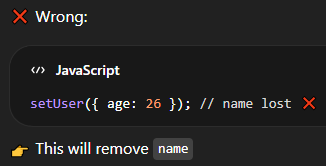 ❌ Wrong:
</> JavaScript
setUser({ age: 26 }); // name lost ❌
👉 This will remove name